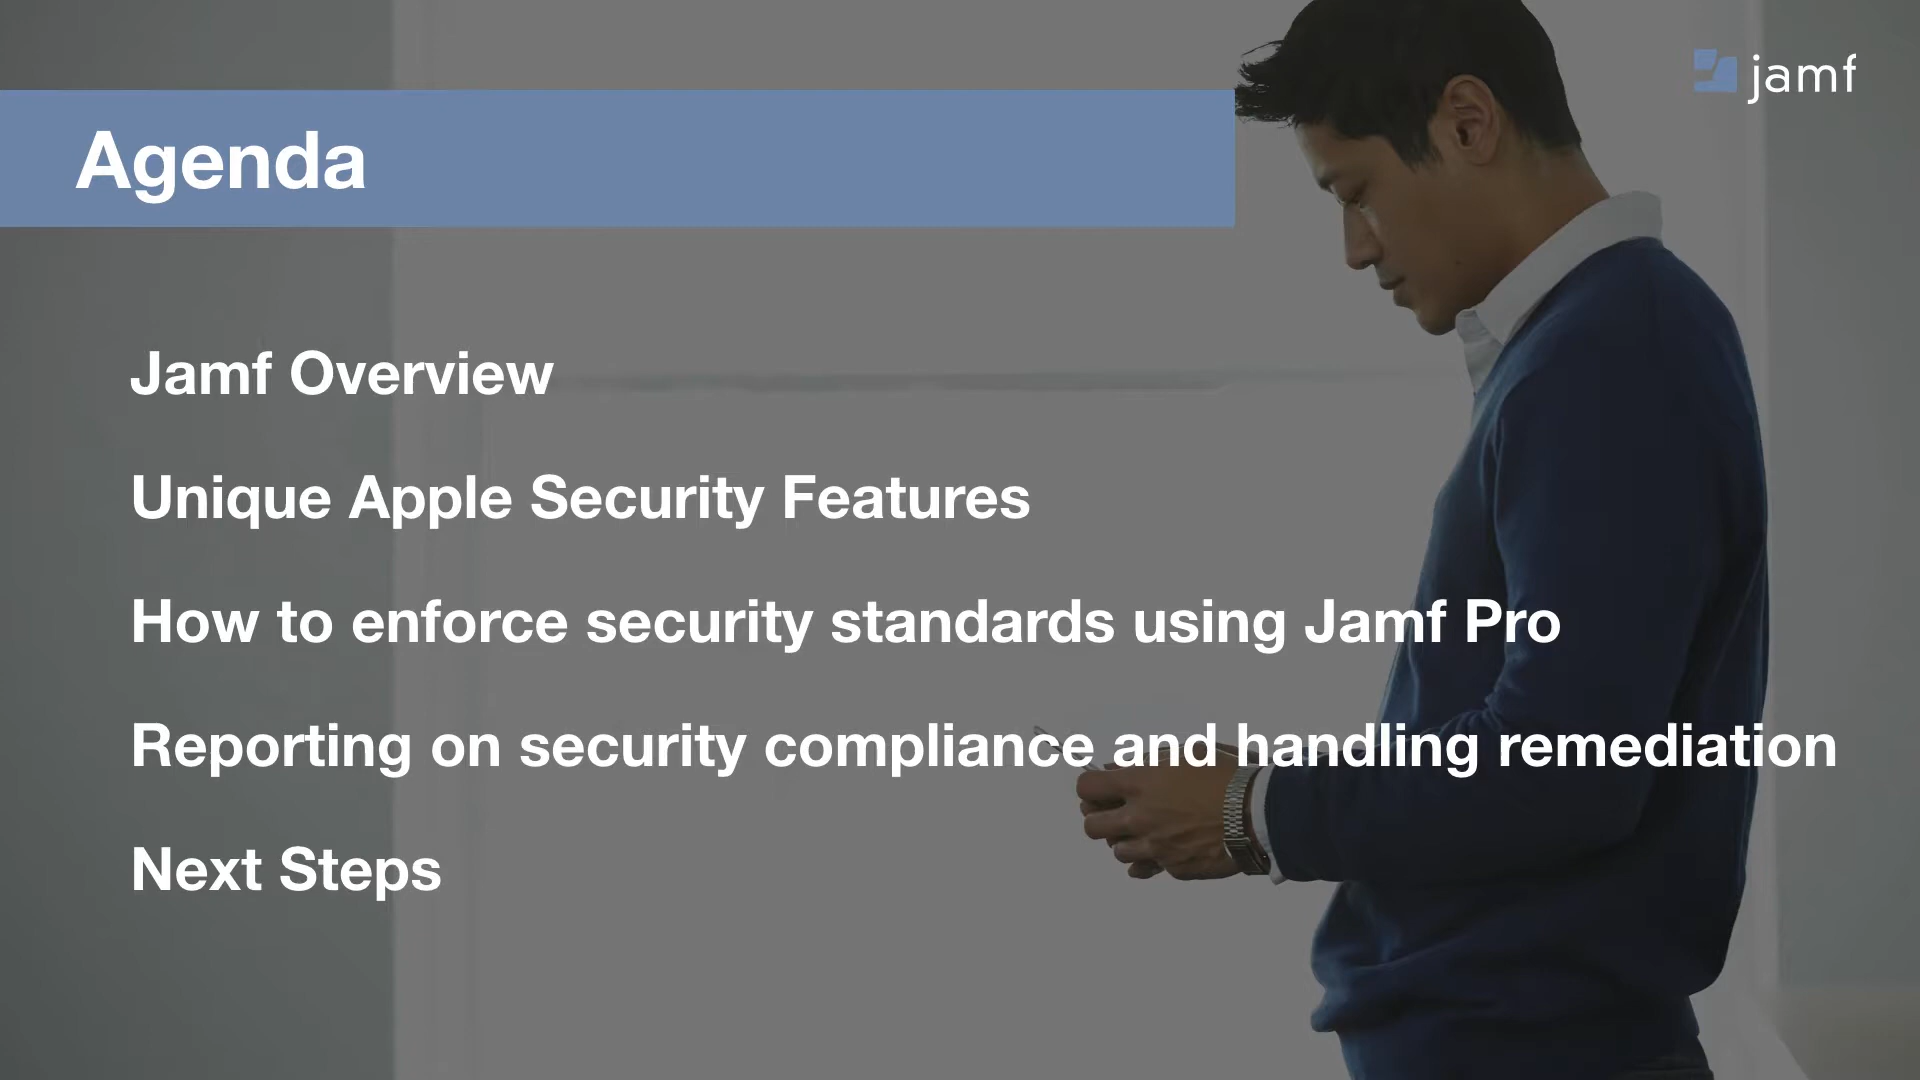 jamf
Agenda
Jamf Overview
Unique Apple Security Features
How to enforce security standards using Jamf Pro
Reporting on security compliance and handling remediation
Next Steps